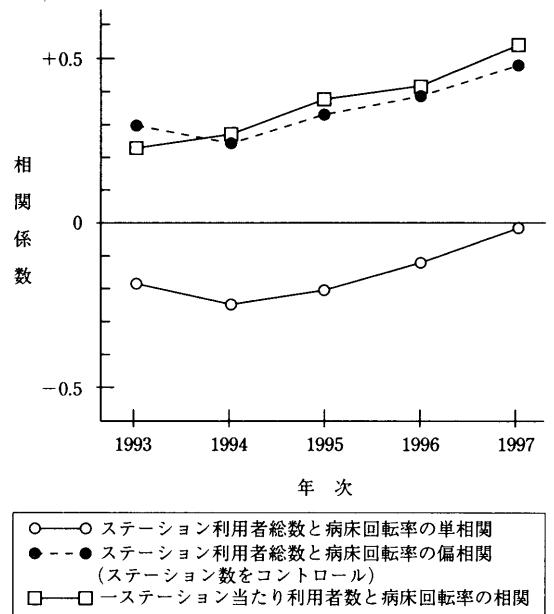 +0.5
0
−0.5
相関係数
1993 1994 1995 1996 1997
年 次
ステーション利用者総数と病床回転率の単相関
ステーション利用者総数と病床回転率の偏相関
(ステーション数をコントロール)
一ステーション当たり利用者数と病床回転率の相関